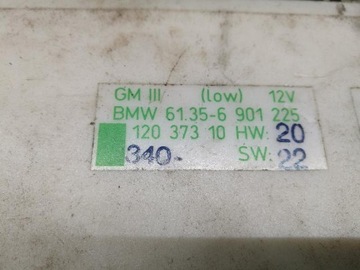 GM III (low) 12V
BMW 61.35-6 901 225
120 373 10 HW: 20
340- SW: 22